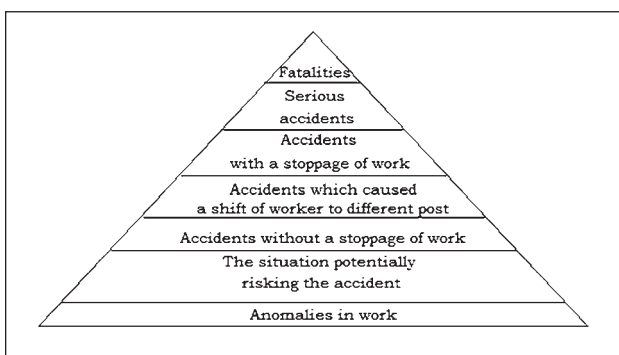 Fatalities
Serious
accidents
Accidents
with a stoppage of work
Accidents which caused
a shift of worker to different post
Accidents without a stoppage of work
The situation potentially
risking the accident
Anomalies in work